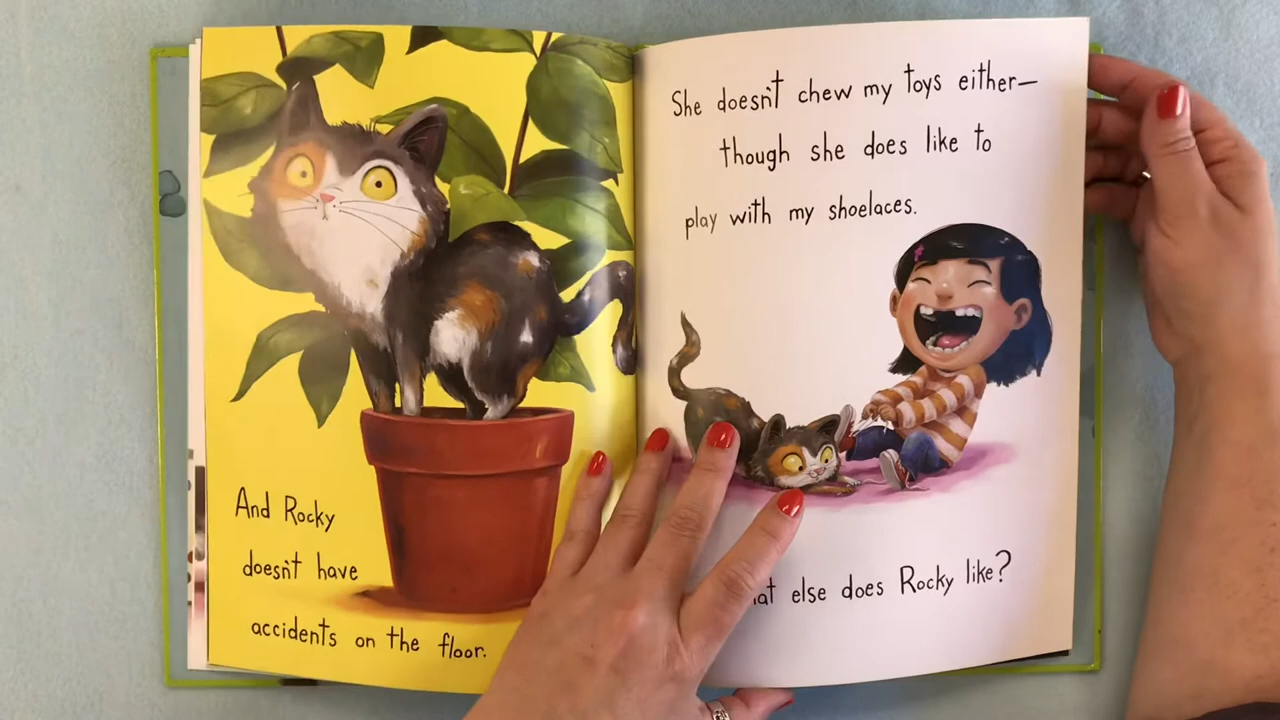 And Rocky
doesn't have
accidents on the floor.
She doesn't chew my toys either—
though she does like to
play with my shoelaces.
else does Rocky like?